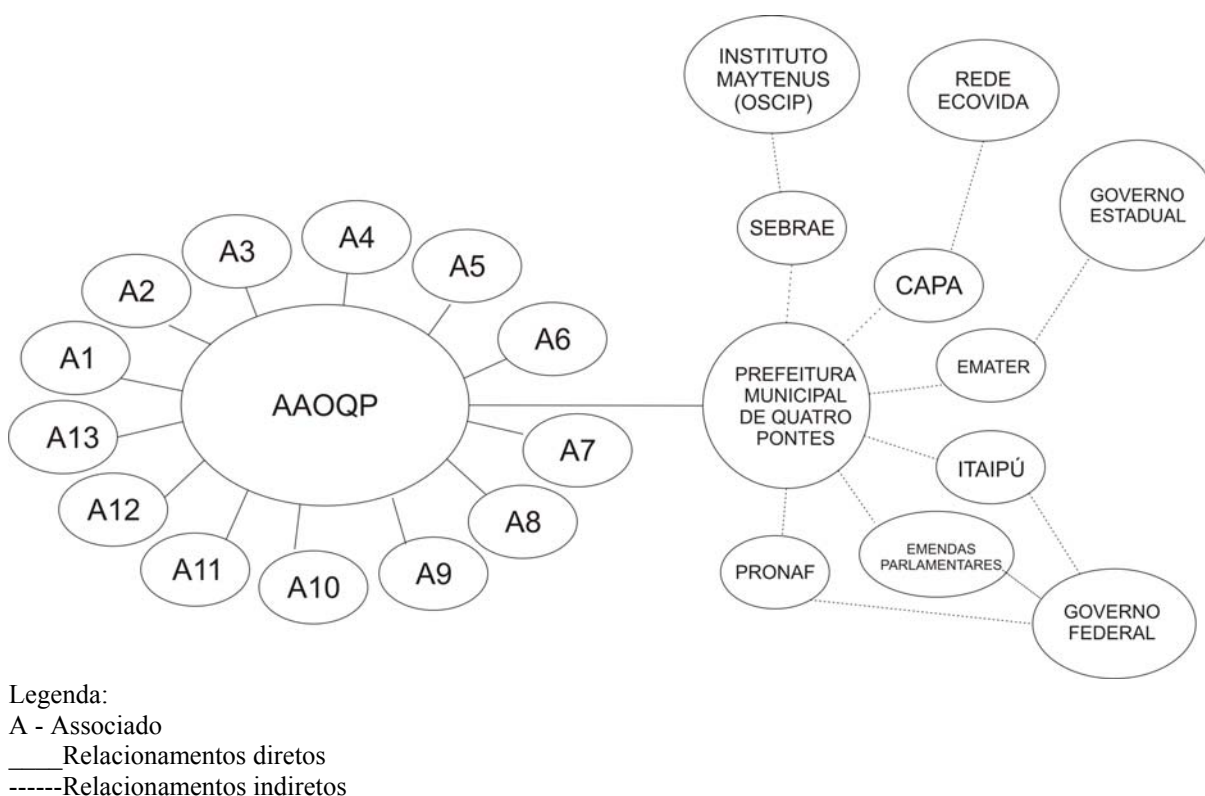 INSTITUTO
MAYTENUS
(OSCIP)
REDE
ECOVIDA
GOVERNO
ESTADUAL
SEBRAE
CAPA
EMATER
PREFEITURA
MUNICIPAL
DE QUATRO
PONTES
ITAIPÚ
EMENDAS
PARLAMENTARES
PRONAF
GOVERNO
FEDERAL
AAOQP
A1
A2
A3
A4
A5
A6
A7
A8
A9
A10
A11
A12
A13
Legenda:
A - Associado
____Relacionamentos diretos
------Relacionamentos indiretos